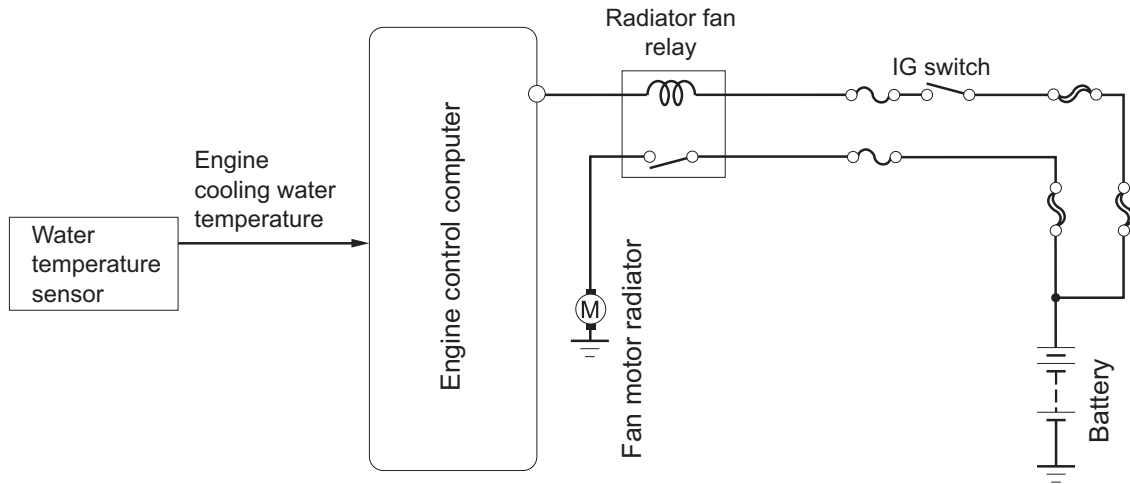 Radiator fan
relay
IG switch
Engine
cooling water
temperature
Water
temperature
sensor
Engine control computer
M
Fan motor radiator
Battery